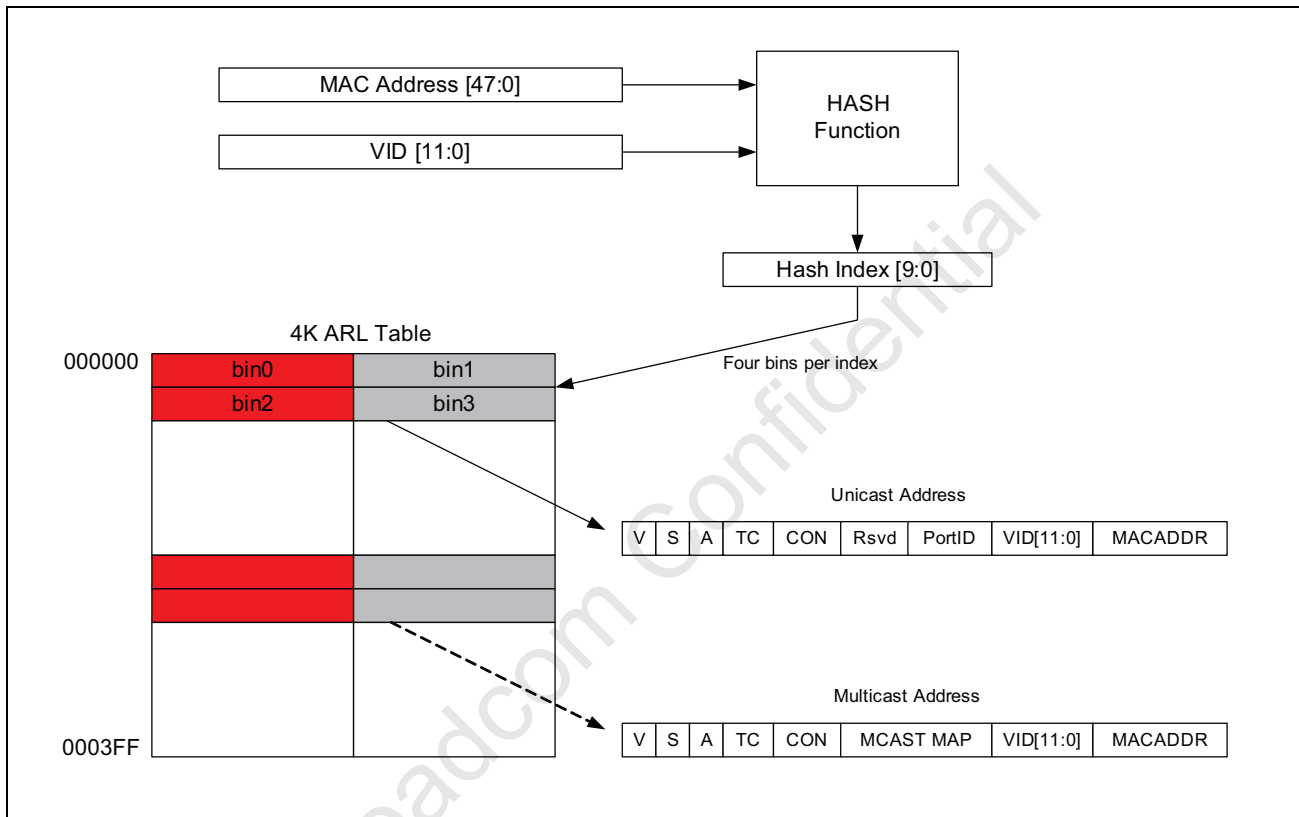 MAC Address [47:0]
HASH
Function
VID [11:0]
Hash Index [9:0]
4K ARL Table
000000
bin0
bin1
Four bins per index
bin2
bin3
Unicast Address
V
S
A
TC
CON
Rsvd
PortID
VID[11:0]
MACADDR
Multicast Address
0003FF
V
S
A
TC
CON
MCAST MAP
VID[11:0]
MACADDR
adcom Confidential